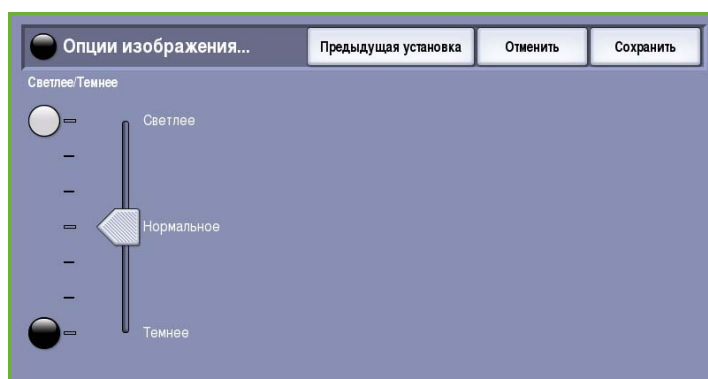 Опции изображения...
Предыдущая установка
Отменить
Сохранить
Светлее/Темнее
Светлее
Нормальное
Темнее